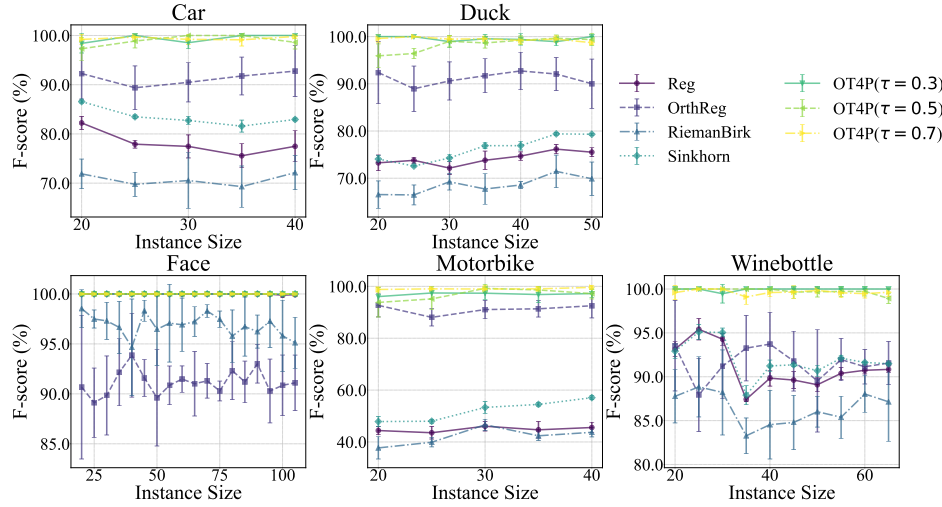 Car
F-score (%)
100.0
90.0
80.0
70.0
20
30
40
Instance Size
Duck
F-score (%)
100.0
90.0
80.0
70.0
20
30
40
50
Instance Size
Reg
OrthReg
RiemanBirk
Sinkhorn
OT4P(τ = 0.3)
OT4P(τ = 0.5)
OT4P(τ = 0.7)
Face
F-score (%)
100.0
95.0
90.0
85.0
25
50
75
100
Instance Size
Motorbike
F-score (%)
100.0
80.0
60.0
40.0
20
30
40
Instance Size
Winebottle
F-score (%)
100.0
95.0
90.0
85.0
80.0
20
40
60
Instance Size